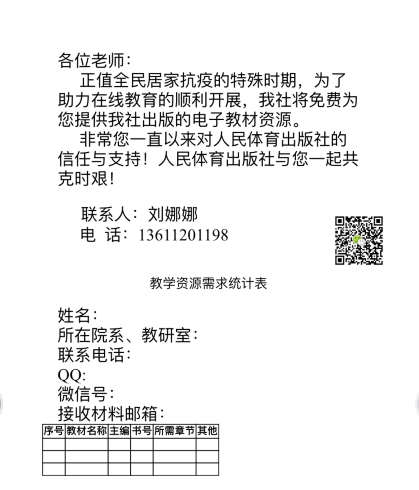 各位老师：
正值全民居家抗疫的特殊时期，为了
助力在线教育的顺利开展，我社将免费为
您提供我社出版的电子教材资源。
非常您一直以来对人民体育出版社的
信任与支持！人民体育出版社与您一起共
克时艰！
联系人：刘娜娜
电 话：13611201198
教学资源需求统计表
姓名：
所在院系、教研室：
联系电话：
QQ:
微信号：
接收材料邮箱：
序号 教材名称 主编 书号 所需章节 其他